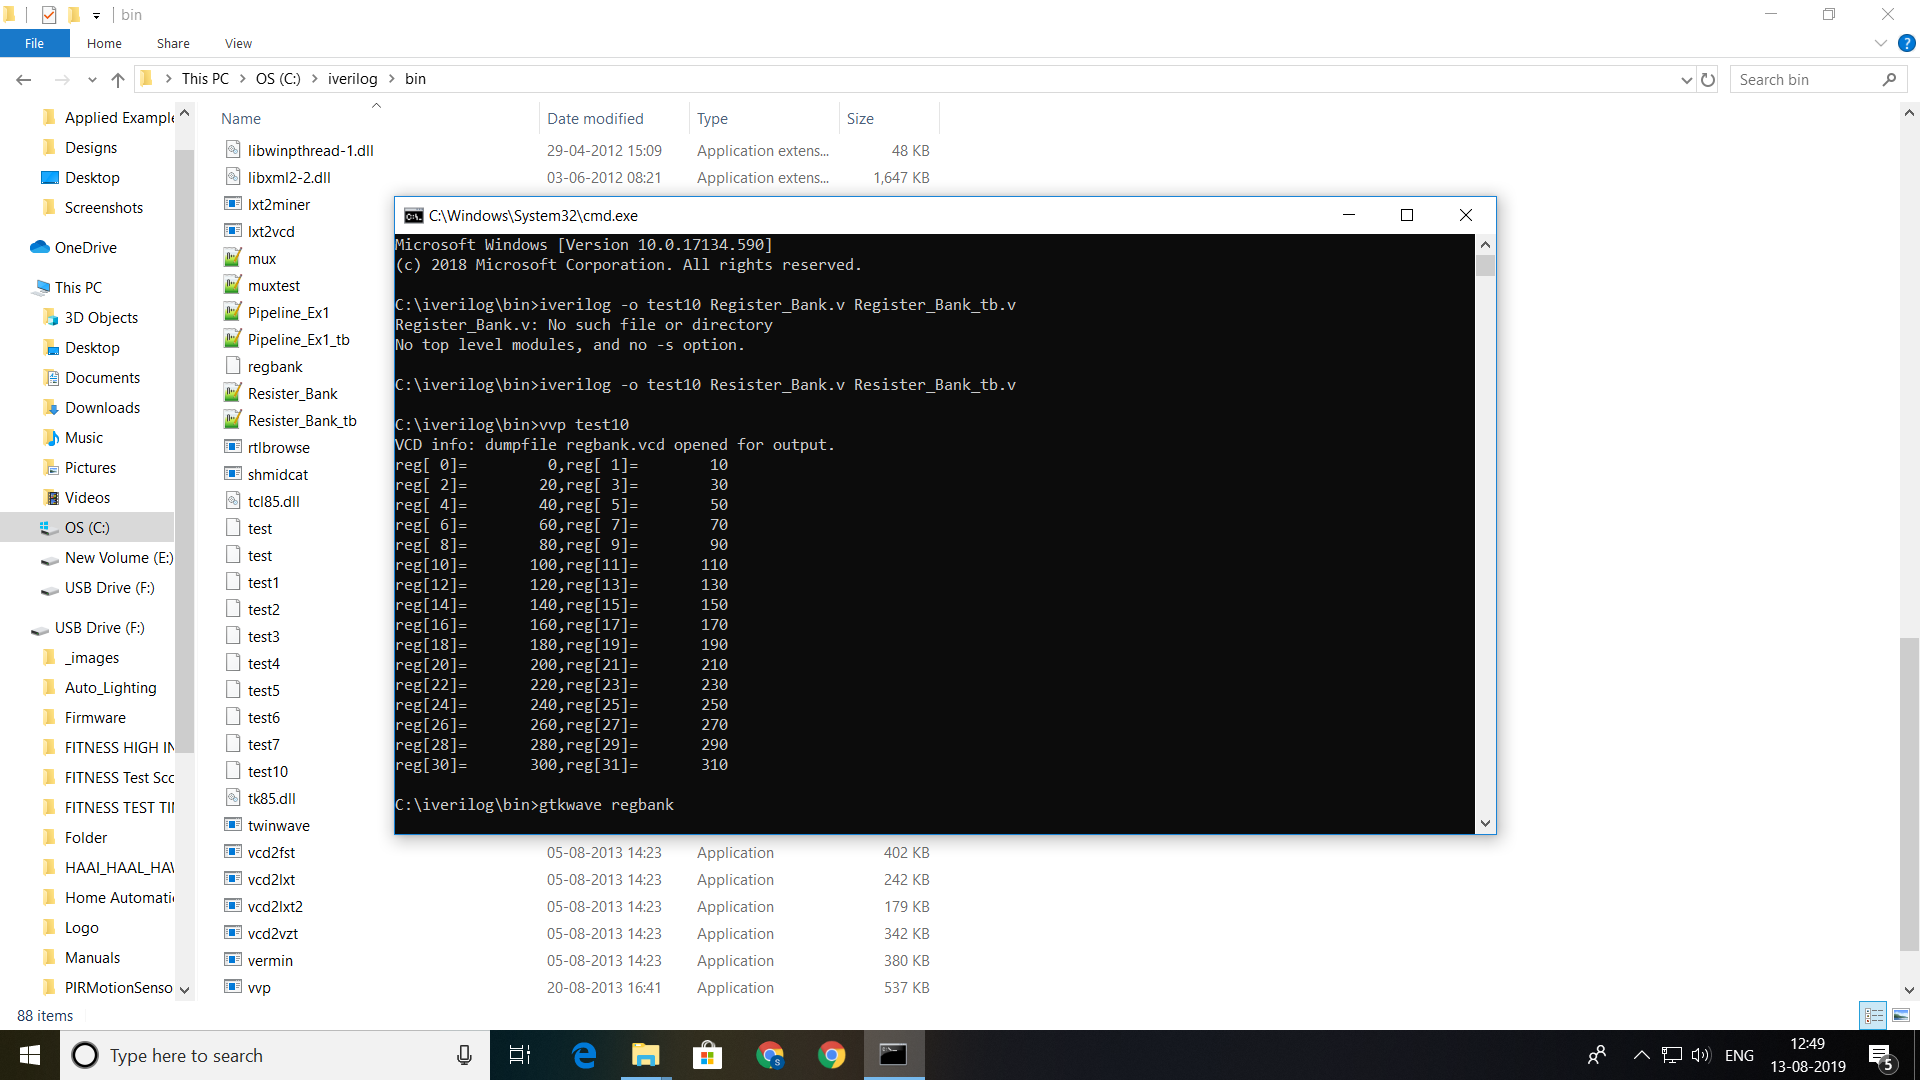 bin
File Home Share View
This PC > OS (C:) > iverilog > bin
Search bin
Applied Example
Designs
Desktop
Screenshots
OneDrive
This PC
3D Objects
Desktop
Documents
Downloads
Music
Pictures
Videos
OS (C:)
New Volume (E:)
USB Drive (F:)
USB Drive (F:)
_images
Auto_Lighting
Firmware
FITNESS HIGH IN
FITNESS Test Sco
FITNESS TEST TI
Folder
HAAI_HAAL_HAV
Home Automati
Logo
Manuals
PIRMotionSenso
Name Date modified Type Size
libwinpthread-1.dll 29-04-2012 15:09 Application extens... 48 KB
libxml2-2.dll 03-06-2012 08:21 Application extens... 1,647 KB
lxt2miner
lxt2vcd
mux
muxtest
Pipeline_Ex1
Pipeline_Ex1_tb
regbank
Resister_Bank
Resister_Bank_tb
rtlbrowse
shmidcat
tcl85.dll
test
test
test1
test2
test3
test4
test5
test6
test7
test10
tk85.dll
twinwave
vcd2fst 05-08-2013 14:23 Application 402 KB
vcd2lxt 05-08-2013 14:23 Application 242 KB
vcd2lxt2 05-08-2013 14:23 Application 179 KB
vcd2vzt 05-08-2013 14:23 Application 342 KB
vermin 05-08-2013 14:23 Application 380 KB
vvp 20-08-2013 16:41 Application 537 KB
C:\Windows\System32\cmd.exe
Microsoft Windows [Version 10.0.17134.590]
(c) 2018 Microsoft Corporation. All rights reserved.
C:\iverilog\bin>iverilog -o test10 Register_Bank.v Register_Bank_tb.v
Register_Bank.v: No such file or directory
No top level modules, and no -s option.
C:\iverilog\bin>iverilog -o test10 Resister_Bank.v Resister_Bank_tb.v
C:\iverilog\bin>vvp test10
VCD info: dumpfile regbank.vcd opened for output.
reg[ 0]= 0,reg[ 1]= 10
reg[ 2]= 20,reg[ 3]= 30
reg[ 4]= 40,reg[ 5]= 50
reg[ 6]= 60,reg[ 7]= 70
reg[ 8]= 80,reg[ 9]= 90
reg[10]= 100,reg[11]= 110
reg[12]= 120,reg[13]= 130
reg[14]= 140,reg[15]= 150
reg[16]= 160,reg[17]= 170
reg[18]= 180,reg[19]= 190
reg[20]= 200,reg[21]= 210
reg[22]= 220,reg[23]= 230
reg[24]= 240,reg[25]= 250
reg[26]= 260,reg[27]= 270
reg[28]= 280,reg[29]= 290
reg[30]= 300,reg[31]= 310
C:\iverilog\bin>gtkwave regbank
88 items
Type here to search
ENG
12:49
13-08-2019
5